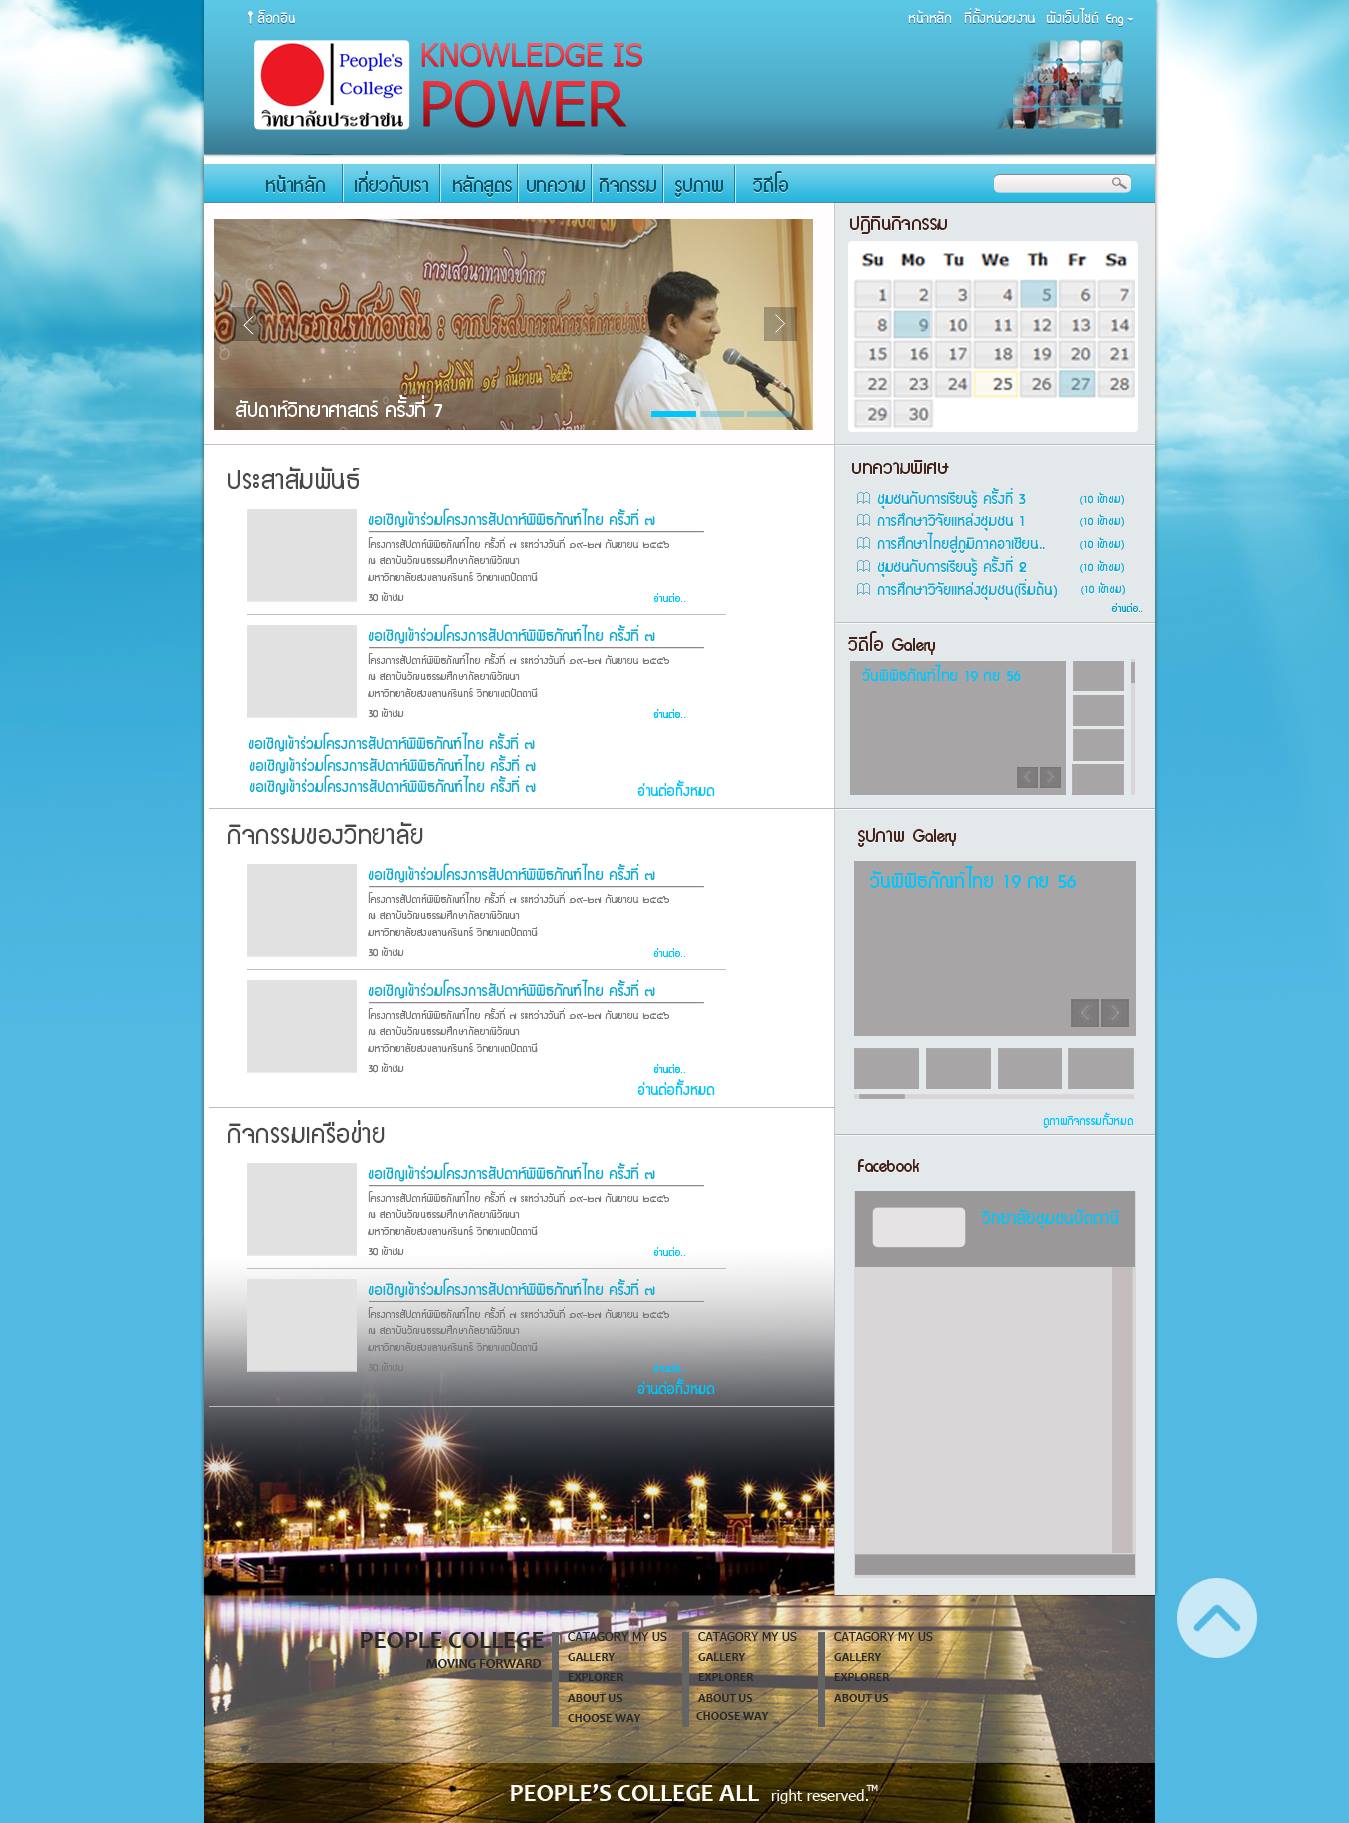 ล็อกอิน
หน้าหลัก ที่ตั้งหน่วยงาน ผังเว็บไซต์ Eng
People's
College
วิทยาลัยประชาชน
KNOWLEDGE IS
POWER
หน้าหลัก เกี่ยวกับเรา หลักสูตร บทความ กิจกรรม รูปภาพ วิดีโอ
การเสวนาทางวิชาการ
พิพิธภัณฑ์ท้องถิ่น : จากประสบการณ์การจัดการอย่าง
วันพฤหัสบดีที่ ๑๙ กันยายน ๒๕๕๖
สัปดาห์วิทยาศาสตร์ ครั้งที่ 7
ปฏิทินกิจกรรม
Su Mo Tu We Th Fr Sa
1 2 3 4 5 6 7
8 9 10 11 12 13 14
15 16 17 18 19 20 21
22 23 24 25 26 27 28
29 30
ประสาสัมพันธ์
ขอเชิญเข้าร่วมโครงการสัปดาห์พิพิธภัณฑ์ไทย ครั้งที่ ๗
โครงการสัปดาห์พิพิธภัณฑ์ไทย ครั้งที่ ๗ ระหว่างวันที่ ๑๙-๒๗ กันยายน ๒๕๕๖
ณ สถาบันวัฒนธรรมศึกษากัลยาณิวัฒนา
มหาวิทยาลัยสงขลานครินทร์ วิทยาเขตปัตตานี
30 เข้าชม อ่านต่อ..
ขอเชิญเข้าร่วมโครงการสัปดาห์พิพิธภัณฑ์ไทย ครั้งที่ ๗
โครงการสัปดาห์พิพิธภัณฑ์ไทย ครั้งที่ ๗ ระหว่างวันที่ ๑๙-๒๗ กันยายน ๒๕๕๖
ณ สถาบันวัฒนธรรมศึกษากัลยาณิวัฒนา
มหาวิทยาลัยสงขลานครินทร์ วิทยาเขตปัตตานี
30 เข้าชม อ่านต่อ..
ขอเชิญเข้าร่วมโครงการสัปดาห์พิพิธภัณฑ์ไทย ครั้งที่ ๗
ขอเชิญเข้าร่วมโครงการสัปดาห์พิพิธภัณฑ์ไทย ครั้งที่ ๗
ขอเชิญเข้าร่วมโครงการสัปดาห์พิพิธภัณฑ์ไทย ครั้งที่ ๗
อ่านต่อทั้งหมด
กิจกรรมของวิทยาลัย
ขอเชิญเข้าร่วมโครงการสัปดาห์พิพิธภัณฑ์ไทย ครั้งที่ ๗
โครงการสัปดาห์พิพิธภัณฑ์ไทย ครั้งที่ ๗ ระหว่างวันที่ ๑๙-๒๗ กันยายน ๒๕๕๖
ณ สถาบันวัฒนธรรมศึกษากัลยาณิวัฒนา
มหาวิทยาลัยสงขลานครินทร์ วิทยาเขตปัตตานี
30 เข้าชม อ่านต่อ..
ขอเชิญเข้าร่วมโครงการสัปดาห์พิพิธภัณฑ์ไทย ครั้งที่ ๗
โครงการสัปดาห์พิพิธภัณฑ์ไทย ครั้งที่ ๗ ระหว่างวันที่ ๑๙-๒๗ กันยายน ๒๕๕๖
ณ สถาบันวัฒนธรรมศึกษากัลยาณิวัฒนา
มหาวิทยาลัยสงขลานครินทร์ วิทยาเขตปัตตานี
30 เข้าชม อ่านต่อ..
อ่านต่อทั้งหมด
กิจกรรมเครือข่าย
ขอเชิญเข้าร่วมโครงการสัปดาห์พิพิธภัณฑ์ไทย ครั้งที่ ๗
โครงการสัปดาห์พิพิธภัณฑ์ไทย ครั้งที่ ๗ ระหว่างวันที่ ๑๙-๒๗ กันยายน ๒๕๕๖
ณ สถาบันวัฒนธรรมศึกษากัลยาณิวัฒนา
มหาวิทยาลัยสงขลานครินทร์ วิทยาเขตปัตตานี
30 เข้าชม อ่านต่อ..
ขอเชิญเข้าร่วมโครงการสัปดาห์พิพิธภัณฑ์ไทย ครั้งที่ ๗
โครงการสัปดาห์พิพิธภัณฑ์ไทย ครั้งที่ ๗ ระหว่างวันที่ ๑๙-๒๗ กันยายน ๒๕๕๖
ณ สถาบันวัฒนธรรมศึกษากัลยาณิวัฒนา
มหาวิทยาลัยสงขลานครินทร์ วิทยาเขตปัตตานี
30 เข้าชม อ่านต่อ..
อ่านต่อทั้งหมด
บทความพิเศษ
ชุมชนกับการเรียนรู้ ครั้งที่ 3 (10 เข้าชม)
การศึกษาวิจัยแหล่งชุมชน 1 (10 เข้าชม)
การศึกษาไทยสู่ภูมิภาคอาเซียน.. (10 เข้าชม)
ชุมชนกับการเรียนรู้ ครั้งที่ 2 (10 เข้าชม)
การศึกษาวิจัยแหล่งชุมชน(เริ่มต้น) (10 เข้าชม)
อ่านต่อ..
วิดีโอ Galery
วันพิพิธภัณฑ์ไทย 19 กย 56
รูปภาพ Galery
วันพิพิธภัณฑ์ไทย 19 กย 56
ดูภาพกิจกรรมทั้งหมด
Facebook
วิทยาลัยชุมชนปัตตานี
PEOPLE COLLEGE
MOVING FORWARD
CATAGORY MY US
GALLERY
EXPLORER
ABOUT US
CHOOSE WAY
CATAGORY MY US
GALLERY
EXPLORER
ABOUT US
CHOOSE WAY
CATAGORY MY US
GALLERY
EXPLORER
ABOUT US
PEOPLE'S COLLEGE ALL right reserved.™